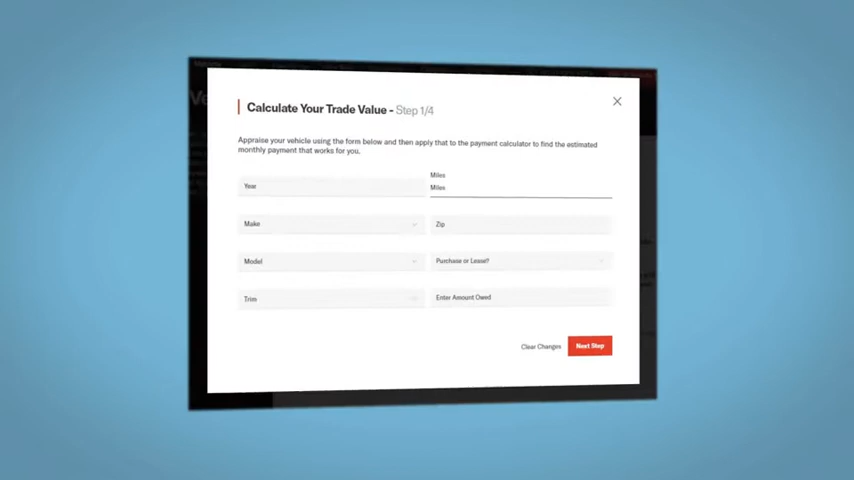 Ve
Calculate Your Trade Value - Step 1/4
Appraise your vehicle using the form below and then apply that to the payment calculator to find the estimated
monthly payment that works for you.
Miles
Year
Miles
Make
Zip
Model
Purchase or Lease?
Trim
Enter Amount Owed
Clear Changes
Next Step